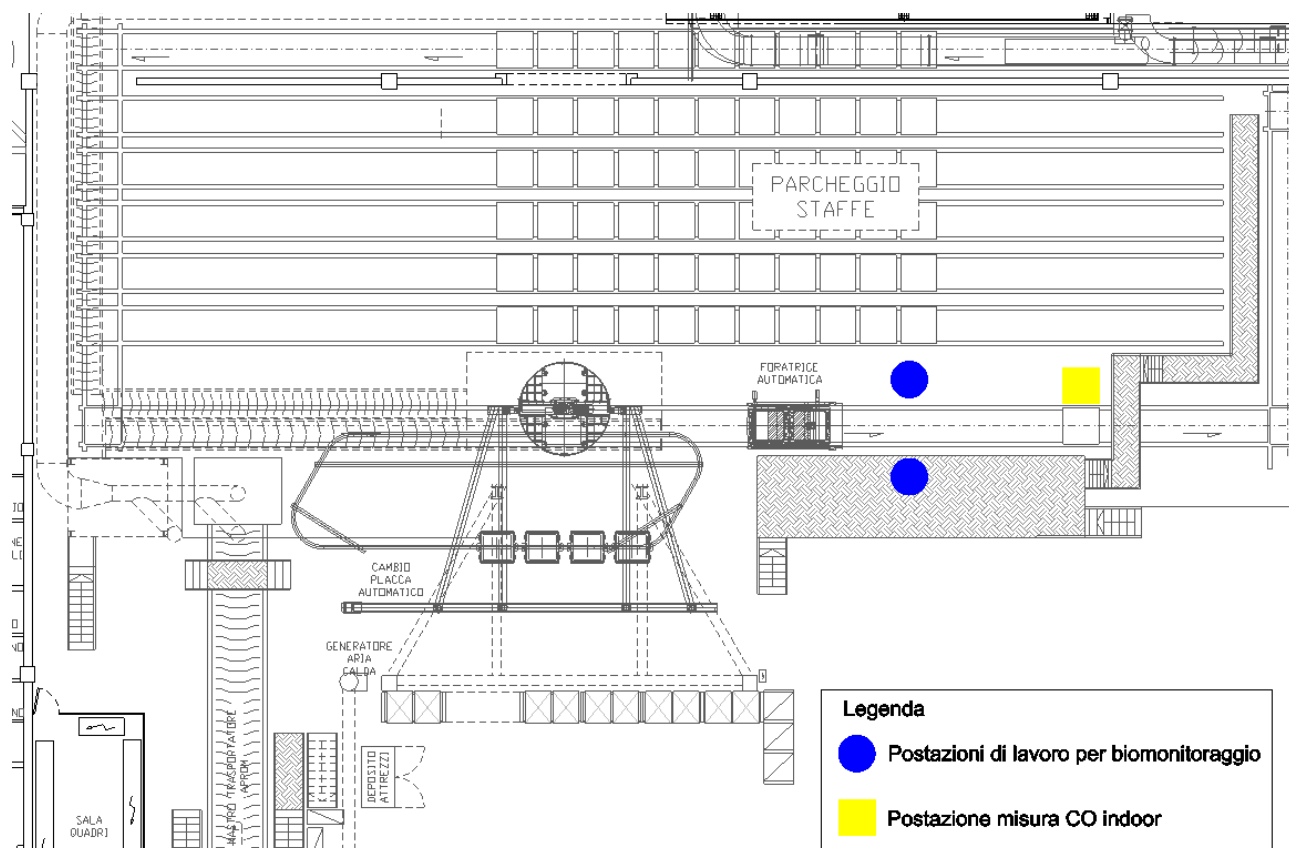 PARCHEGGIO
STAFFE
FORATRICE
AUTOMATICA
CAMBIO
PLACCA
AUTOMATICO
GENERATORE
ARIA
CALDA
DEPOSITO
ATTREZZI
NASTRO TRASPORTATORE
APROM
SALA
QUADRI
Legenda
Postazioni di lavoro per biomonitoraggio
Postazione misura CO indoor